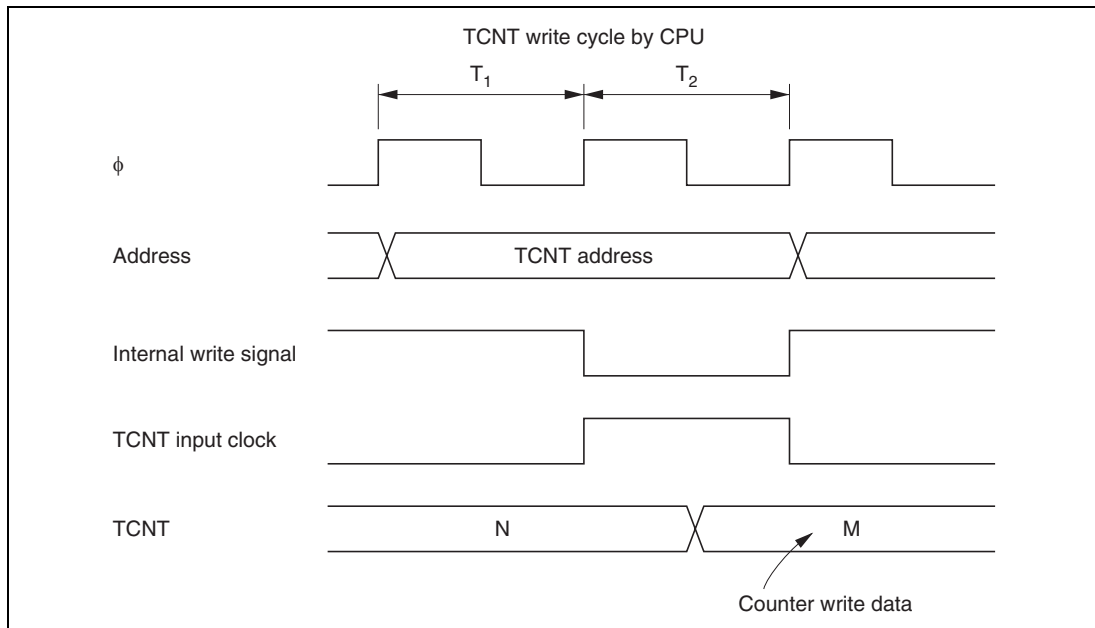 TCNT write cycle by CPU
T1 T2
ϕ
Address TCNT address
Internal write signal
TCNT input clock
TCNT N M
Counter write data